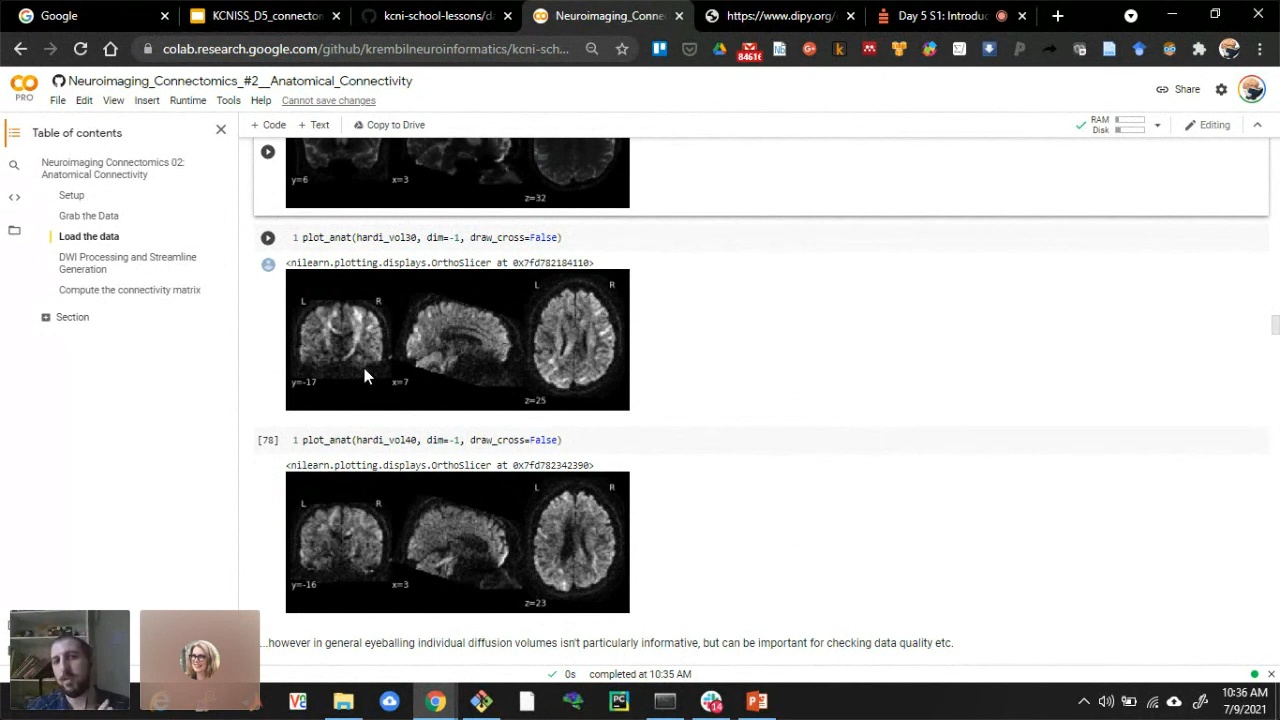 Google
KCNISS_D5_connectom
kcni-school-lessons/da
Neuroimaging_Connec
https://www.dipy.org/
Day 5 S1: Introduc
colab.research.google.com/github/krembilneuroinformatics/kcni-sch...
84616
Neuroimaging_Connectomics_#2__Anatomical_Connectivity
PRO
File Edit View Insert Runtime Tools Help Cannot save changes
Share
Table of contents
+ Code + Text Copy to Drive
RAM
Disk
Editing
Neuroimaging Connectomics 02:
Anatomical Connectivity
Setup
Grab the Data
Load the data
DWI Processing and Streamline
Generation
Compute the connectivity matrix
Section
y=6 x=3
z=32
1 plot_anat(hardi_vol30, dim=-1, draw_cross=False)
<nilearn.plotting.displays.OrthoSlicer at 0x7fd782184110>
L R
L R
y=-17 x=7
z=25
[78] 1 plot_anat(hardi_vol40, dim=-1, draw_cross=False)
<nilearn.plotting.displays.OrthoSlicer at 0x7fd782342390>
L R
L R
y=-16 x=3
z=23
...however in general eyeballing individual diffusion volumes isn't particularly informative, but can be important for checking data quality etc.
0s completed at 10:35 AM
PC
14
10:36 AM
7/9/2021